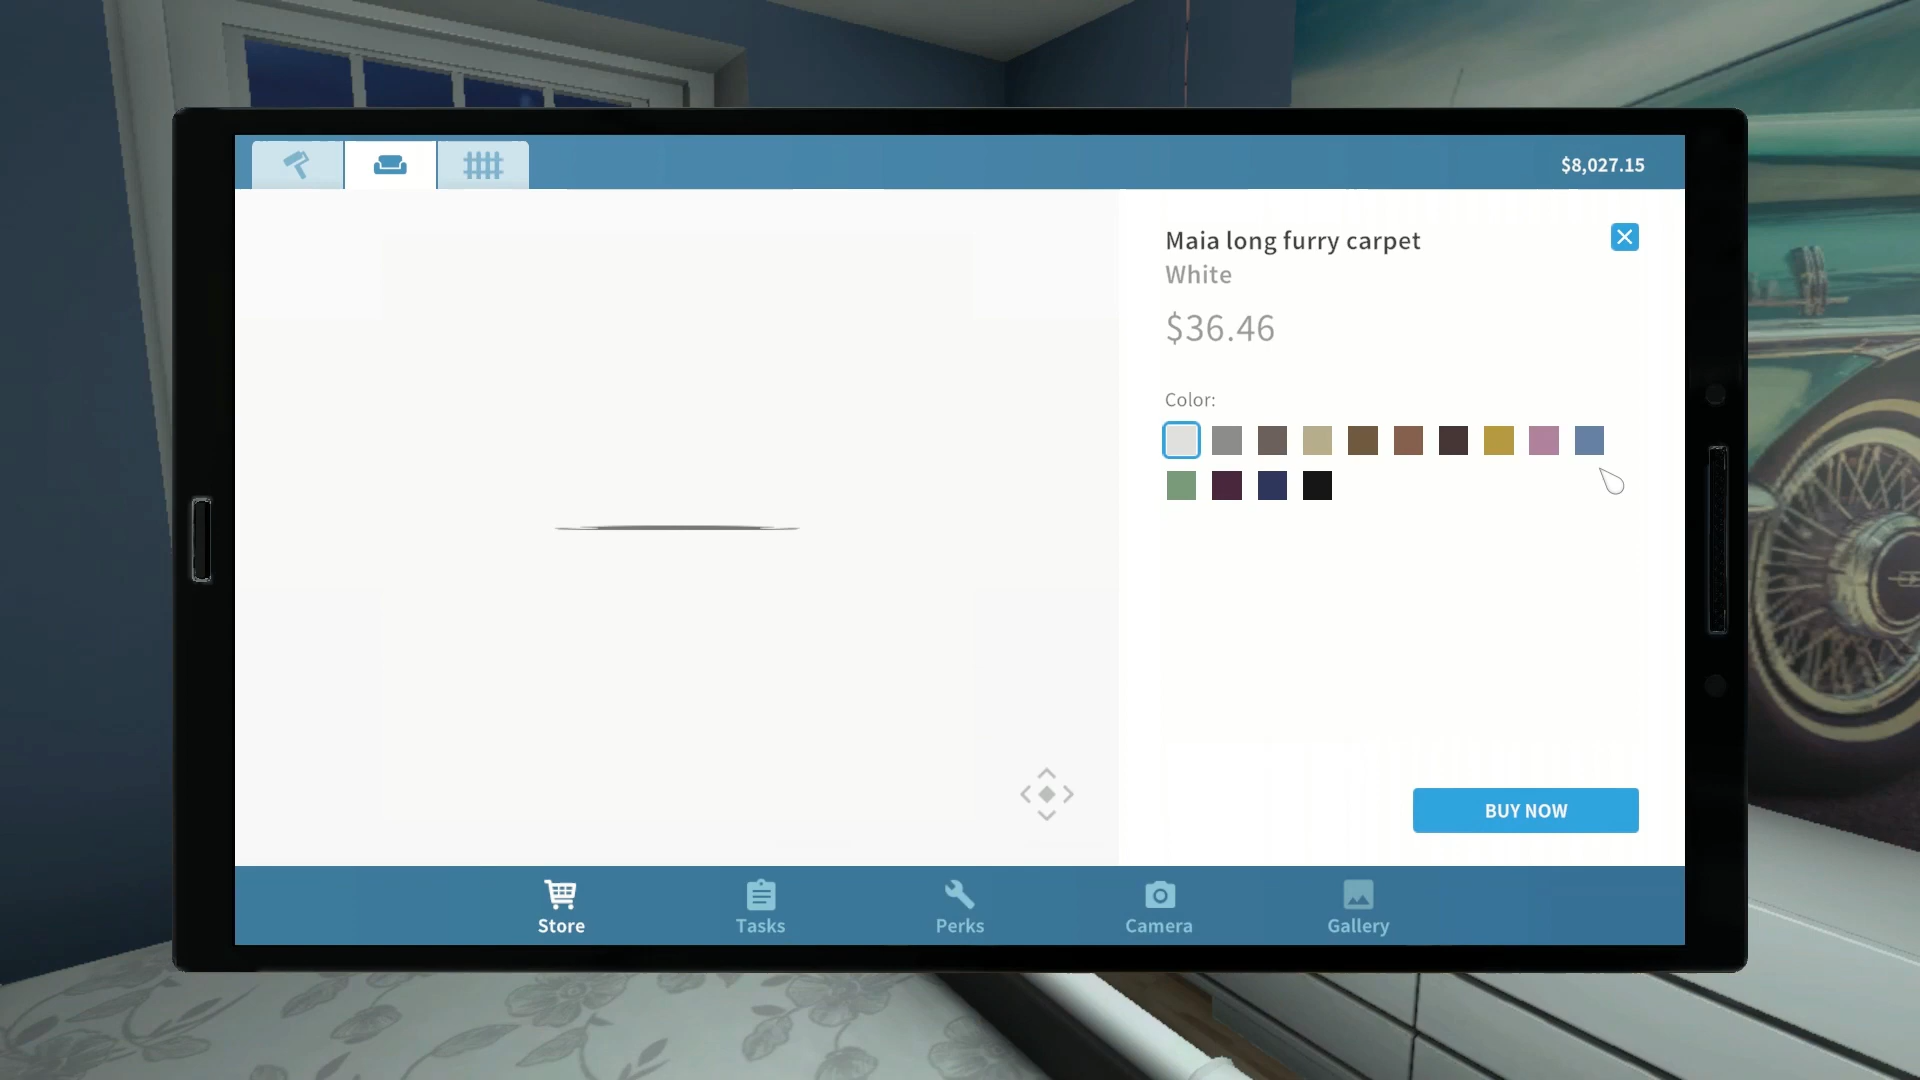 $8,027.15
Maia long furry carpet
White
$36.46
Color:
BUY NOW
Store
Tasks
Perks
Camera
Gallery